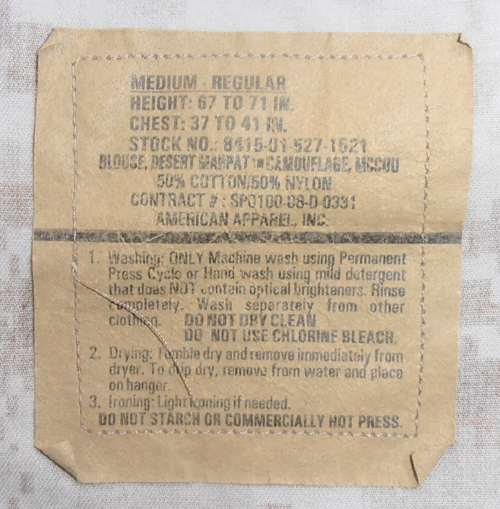 MEDIUM - REGULAR
HEIGHT: 67 TO 71 IN.
CHEST: 37 TO 41 IN.
STOCK NO.: 8415-01-527-1521
BLOUSE, DESERT MARPAT™ CAMOUFLAGE, MCCUU
50% COTTON/50% NYLON
CONTRACT #: SPO100-08-D-0331
AMERICAN APPAREL, INC.
1. Washing: ONLY Machine wash using Permanent
Press Cycle or Hand wash using mild detergent
that does NOT contain optical brighteners. Rinse
completely. Wash separately from other
clothing. DO NOT DRY CLEAN
DO NOT USE CHLORINE BLEACH.
2. Drying: Tumble dry and remove immediately from
dryer. To drip dry, remove from water and place
on hanger.
3. Ironing: Light ironing if needed.
DO NOT STARCH OR COMMERCIALLY HOT PRESS.